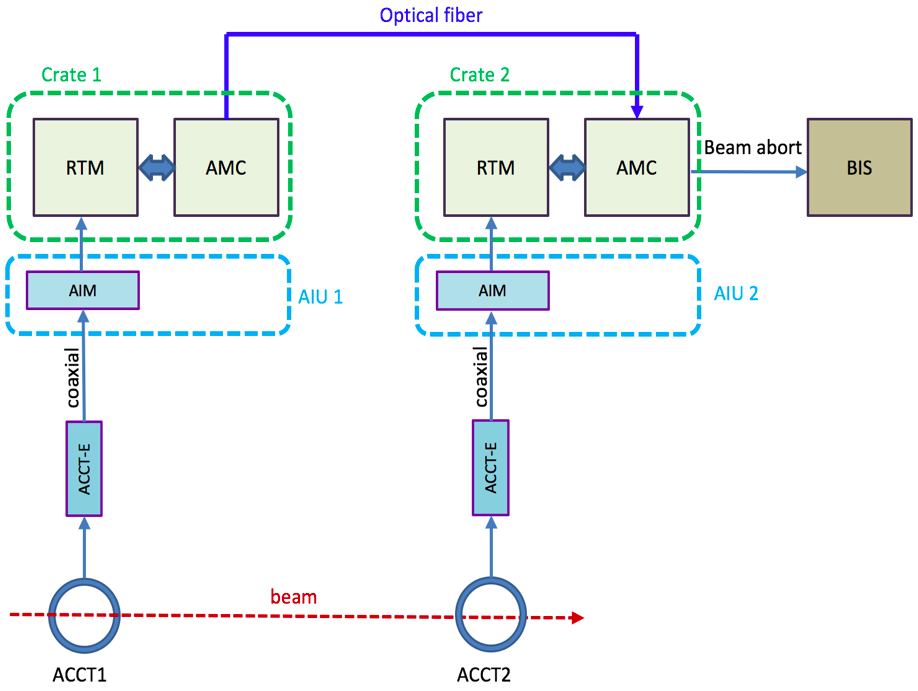 Optical fiber
Crate 1
Crate 2
RTM
AMC
RTM
AMC
Beam abort
BIS
AIM
AIU 1
AIM
AIU 2
coaxial
coaxial
ACCT-E
ACCT-E
beam
ACCT1
ACCT2